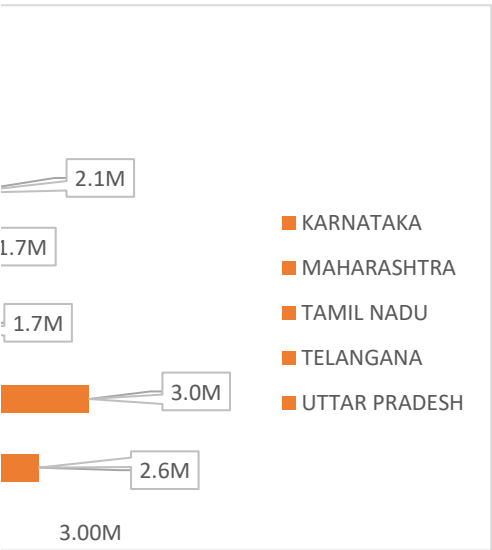 2.1M
1.7M
1.7M
3.0M
2.6M
3.00M
KARNATAKA
MAHARASHTRA
TAMIL NADU
TELANGANA
UTTAR PRADESH